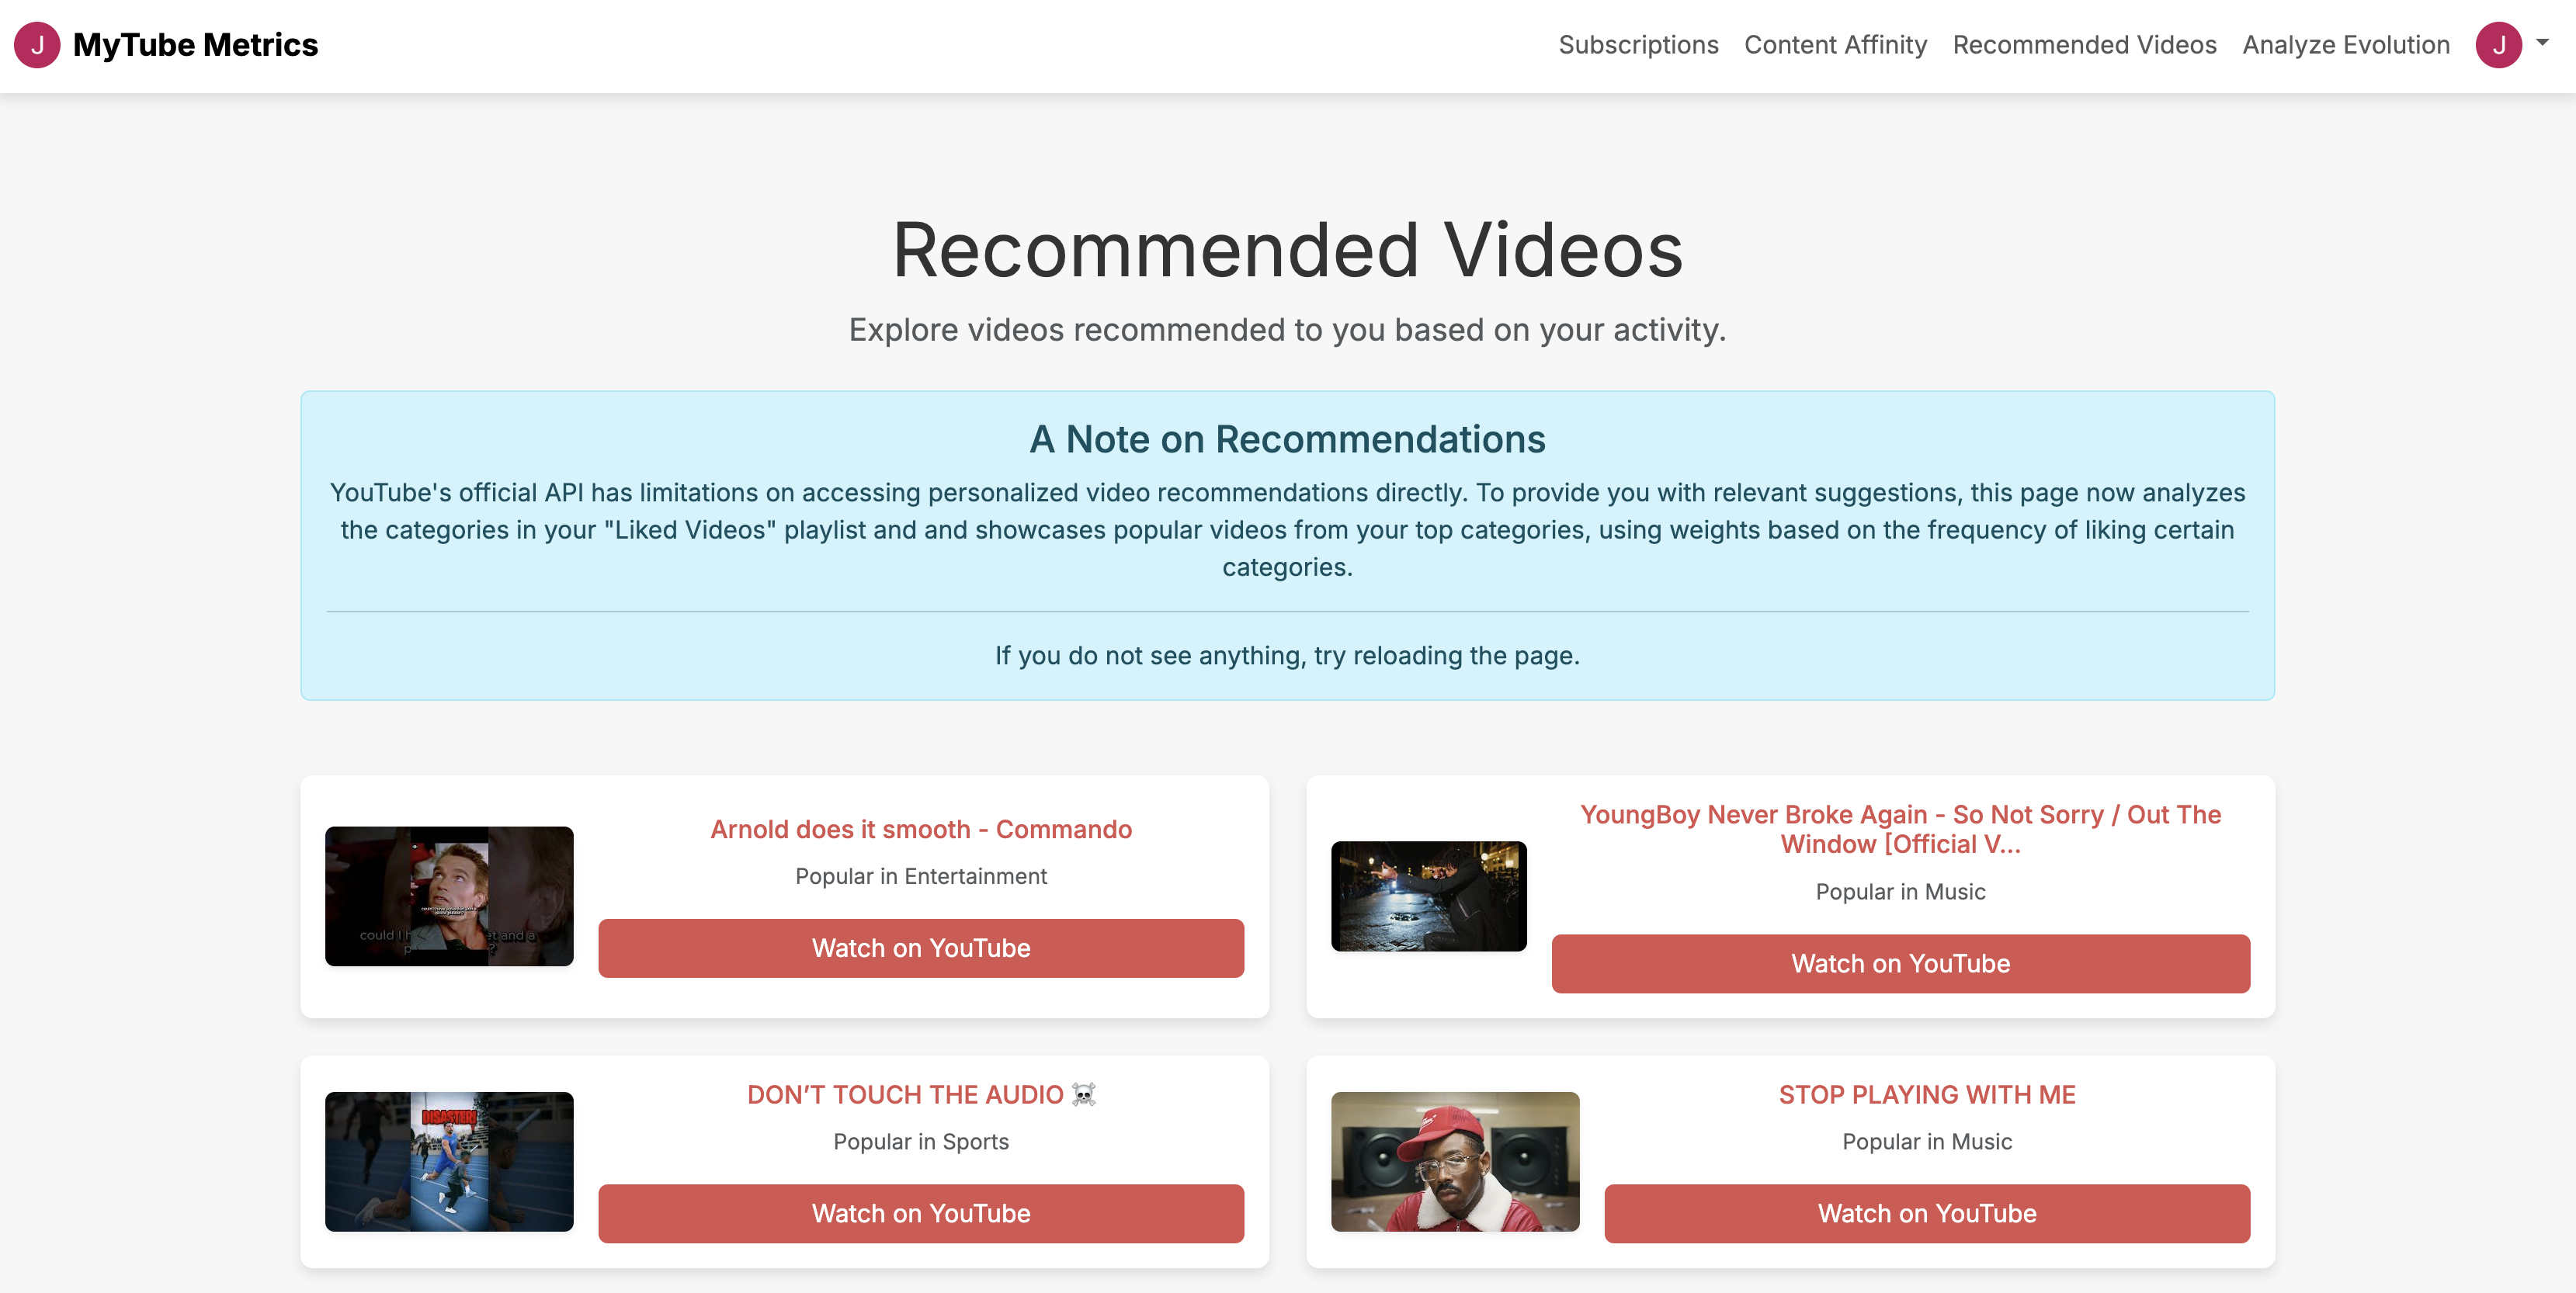 J MyTube Metrics
Subscriptions Content Affinity Recommended Videos Analyze Evolution J
Recommended Videos
Explore videos recommended to you based on your activity.
A Note on Recommendations
YouTube's official API has limitations on accessing personalized video recommendations directly. To provide you with relevant suggestions, this page now analyzes
the categories in your "Liked Videos" playlist and and showcases popular videos from your top categories, using weights based on the frequency of liking certain
categories.
If you do not see anything, try reloading the page.
Arnold does it smooth - Commando
Popular in Entertainment
Watch on YouTube
YoungBoy Never Broke Again - So Not Sorry / Out The
Window [Official V...
Popular in Music
Watch on YouTube
DISASTER!
DON’T TOUCH THE AUDIO ☠️
Popular in Sports
Watch on YouTube
STOP PLAYING WITH ME
Popular in Music
Watch on YouTube